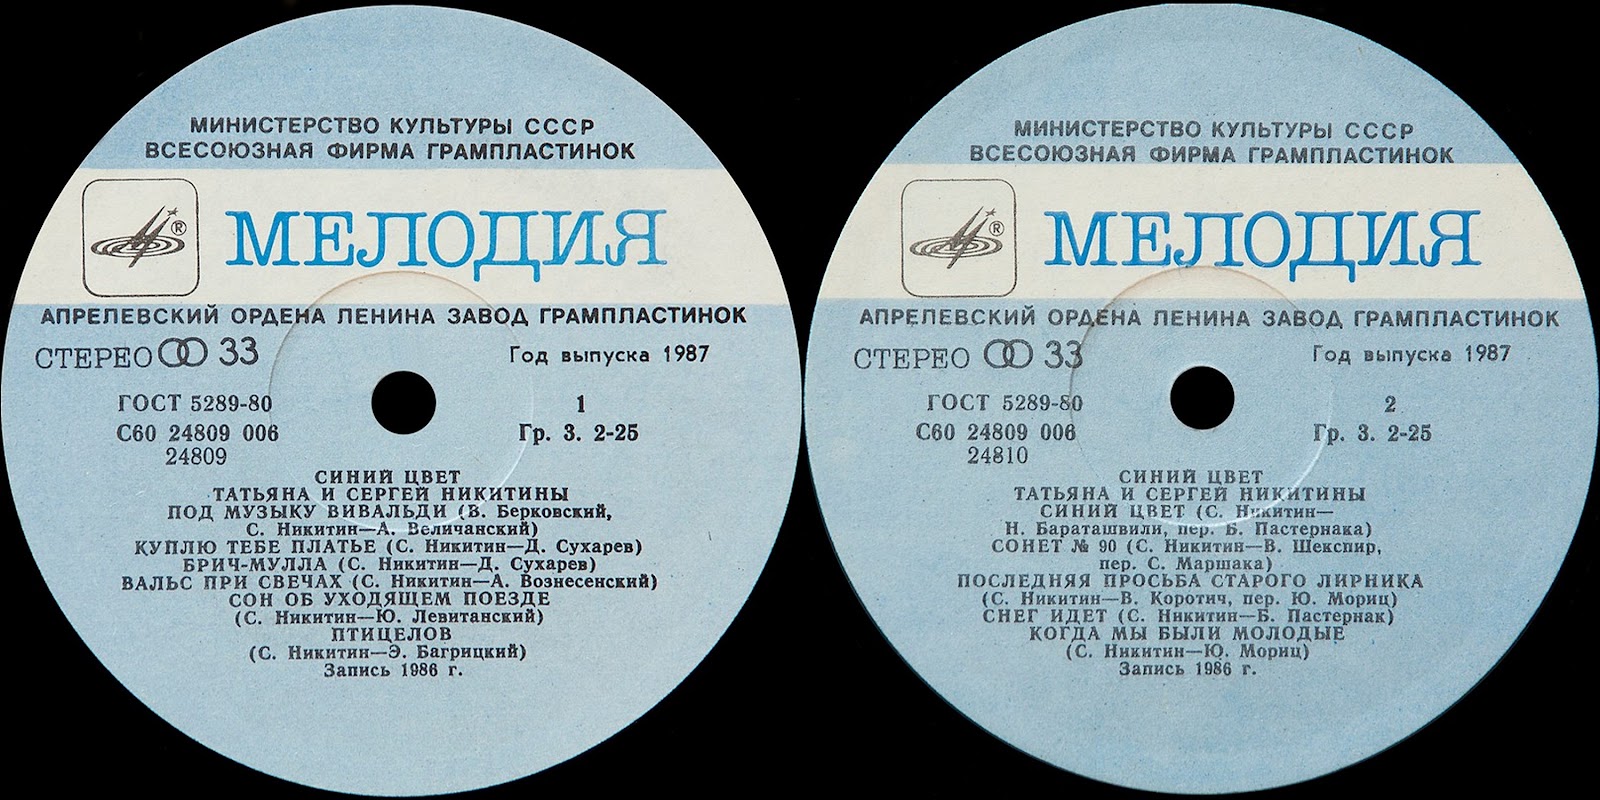 МИНИСТЕРСТВО КУЛЬТУРЫ СССР
ВСЕСОЮЗНАЯ ФИРМА ГРАМПЛАСТИНОК
®
МЕЛОДИЯ
АПРЕЛЕВСКИЙ ОРДЕНА ЛЕНИНА ЗАВОД ГРАМПЛАСТИНОК
СТЕРЕО 33
Год выпуска 1987
ГОСТ 5289-80
1
С60 24809 006
Гр. 3. 2-25
24809
СИНИЙ ЦВЕТ
ТАТЬЯНА И СЕРГЕЙ НИКИТИНЫ
ПОД МУЗЫКУ ВИВАЛЬДИ (В. Берковский,
С. Никитин—А. Величанский)
КУПЛЮ ТЕБЕ ПЛАТЬЕ (С. Никитин—Д. Сухарев)
БРИЧ-МУЛЛА (С. Никитин—Д. Сухарев)
ВАЛЬС ПРИ СВЕЧАХ (С. Никитин—А. Вознесенский)
СОН ОБ УХОДЯЩЕМ ПОЕЗДЕ
(С. Никитин—Ю. Левитанский)
ПТИЦЕЛОВ
(С. Никитин—Э. Багрицкий)
Запись 1986 г.
МИНИСТЕРСТВО КУЛЬТУРЫ СССР
ВСЕСОЮЗНАЯ ФИРМА ГРАМПЛАСТИНОК
®
МЕЛОДИЯ
АПРЕЛЕВСКИЙ ОРДЕНА ЛЕНИНА ЗАВОД ГРАМПЛАСТИНОК
СТЕРЕО 33
Год выпуска 1987
ГОСТ 5289-80
2
С60 24809 006
Гр. 3. 2-25
24810
СИНИЙ ЦВЕТ
ТАТЬЯНА И СЕРГЕЙ НИКИТИНЫ
СИНИЙ ЦВЕТ (С. Никитин—
Н. Бараташвили, пер. Б. Пастернака)
СОНЕТ № 90 (С. Никитин—В. Шекспир,
пер. С. Маршака)
ПОСЛЕДНЯЯ ПРОСЬБА СТАРОГО ЛИРНИКА
(С. Никитин—В. Коротич, пер. Ю. Мориц)
СНЕГ ИДЕТ (С. Никитин—Б. Пастернак)
КОГДА МЫ БЫЛИ МОЛОДЫЕ
(С. Никитин—Ю. Мориц)
Запись 1986 г.